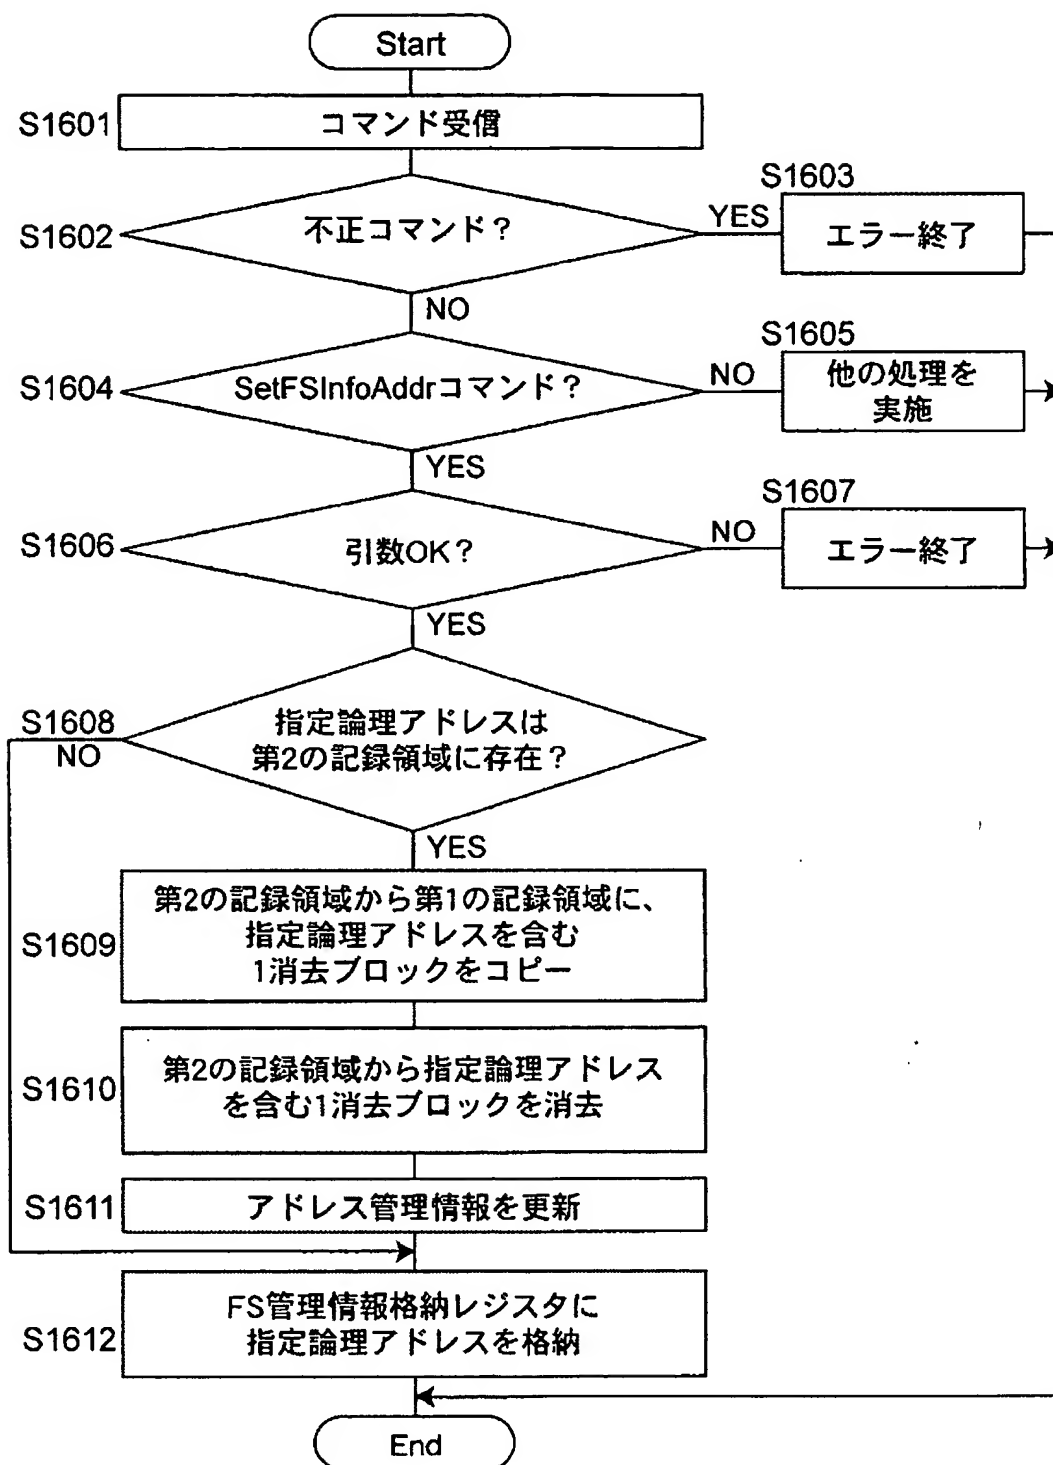 Start
S1601
コマンド受信
S1602
不正コマンド？
YES
S1603
エラー終了
NO
S1604
SetFSInfoAddrコマンド？
NO
S1605
他の処理を
実施
YES
S1606
引数OK？
NO
S1607
エラー終了
YES
S1608
指定論理アドレスは
第2の記録領域に存在？
NO
YES
S1609
第2の記録領域から第1の記録領域に、
指定論理アドレスを含む
1消去ブロックをコピー
S1610
第2の記録領域から指定論理アドレス
を含む1消去ブロックを消去
S1611
アドレス管理情報を更新
S1612
FS管理情報格納レジスタに
指定論理アドレスを格納
End